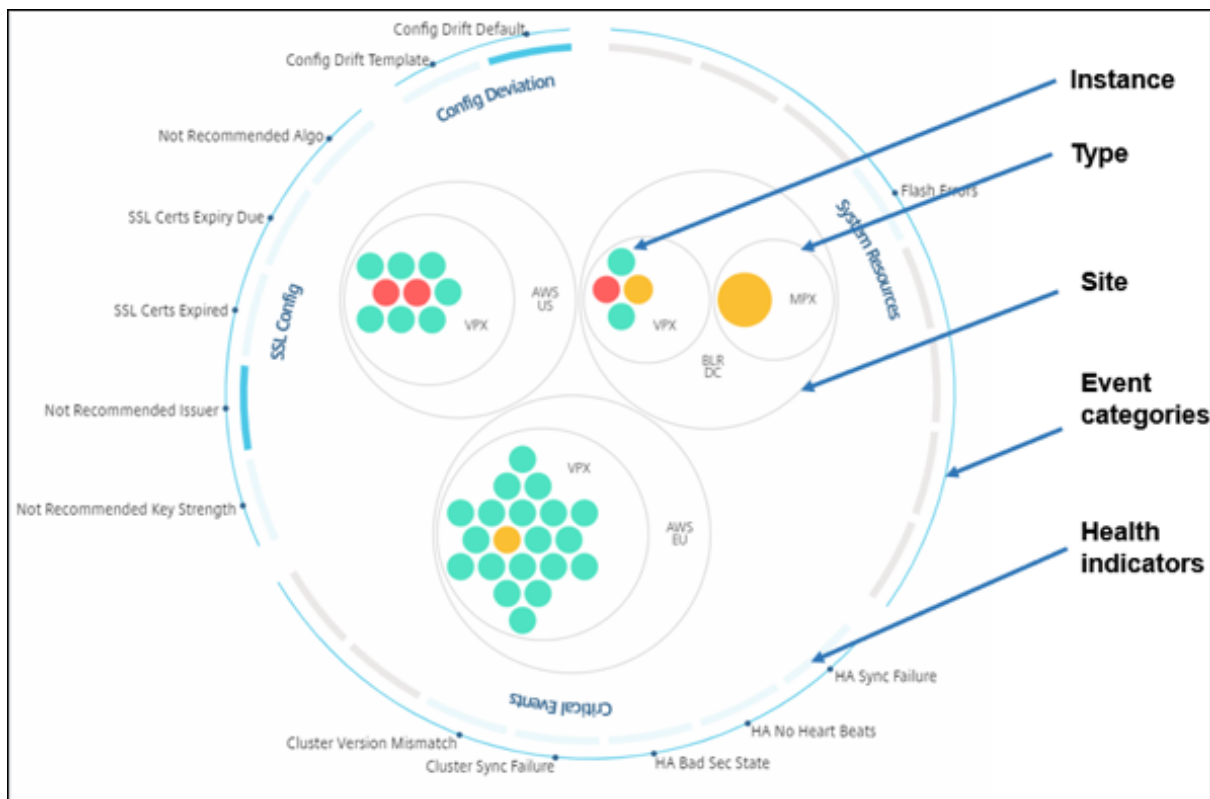 Config Drift Default
Config Drift Template
Config Deviation
Instance
Not Recommended Algo
Type
SSL Certs Expiry Due
Flash Errors
System Resources
AWS
US
VPX
MPX
VPX
Site
SSL Certs Expired
SSL Config
BLR
DC
Event
categories
Not Recommended Issuer
VPX
Not Recommended Key Strength
AWS
EU
Health
indicators
Critical Events
HA Sync Failure
HA No Heart Beats
Cluster Version Mismatch
Cluster Sync Failure
HA Bad Sec State